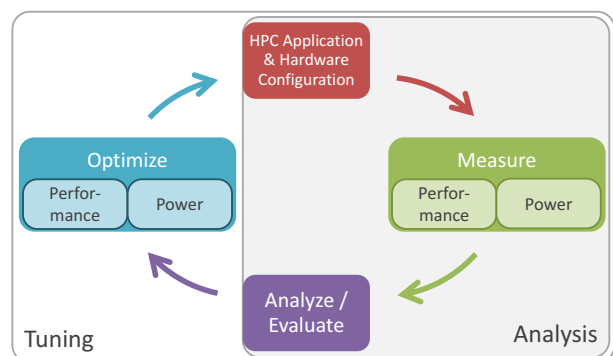 HPC Application
& Hardware
Configuration
Optimize
Perfor-
mance
Power
Measure
Perfor-
mance
Power
Analyze /
Evaluate
Tuning
Analysis